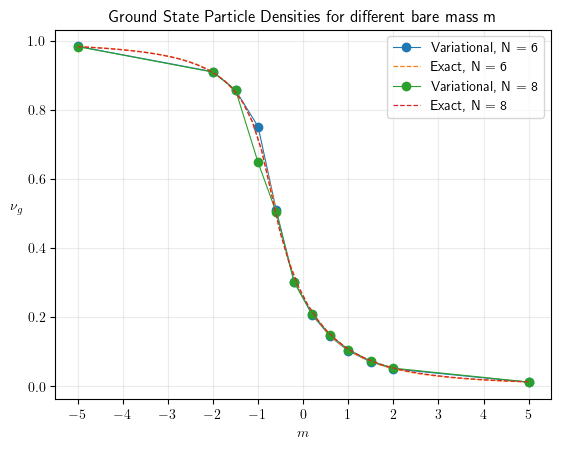 Ground State Particle Densities for different bare mass m
Variational, N = 6
Exact, N = 6
Variational, N = 8
Exact, N = 8
1.0
0.8
0.6
0.4
0.2
0.0
ν_g
−5 −4 −3 −2 −1 0 1 2 3 4 5
m